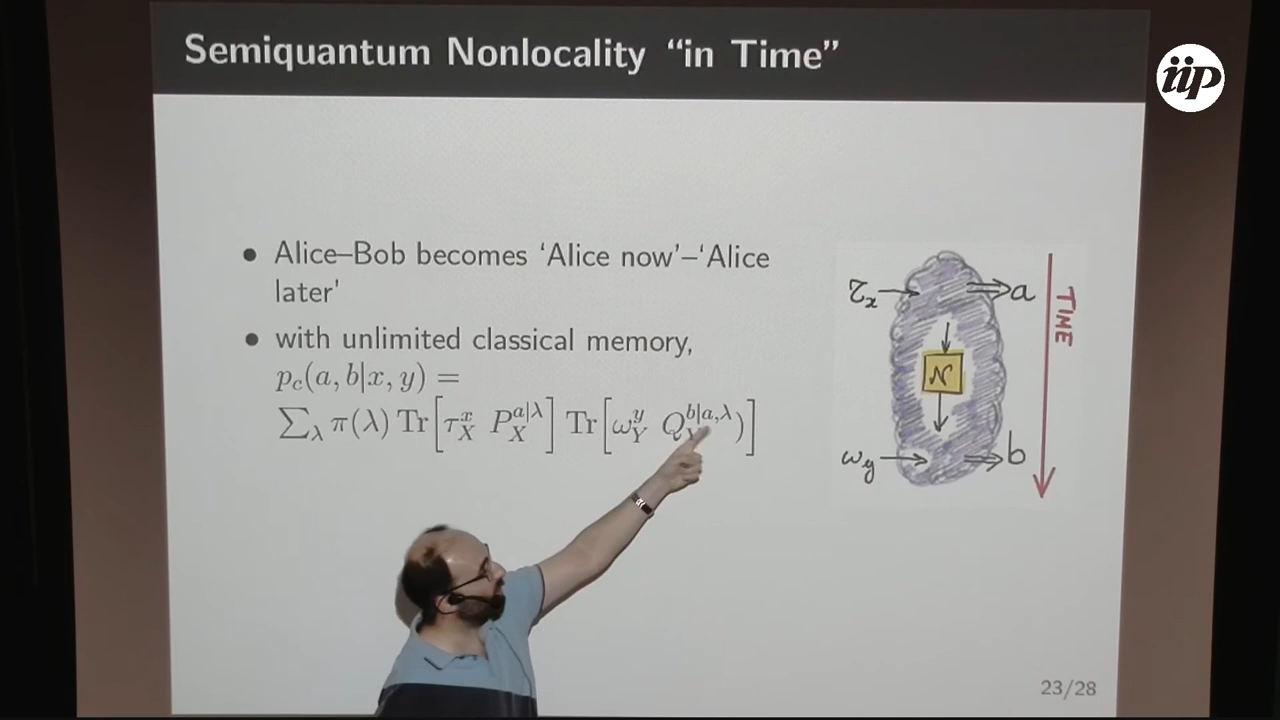 Semiquantum Nonlocality “in Time”
iip
• Alice–Bob becomes ‘Alice now’–‘Alice
later’
• with unlimited classical memory,
p_c(a, b|x, y) =
∑_λ π(λ) Tr[τ_X^x P_X^{a|λ}] Tr[ω_Y^y Q_Y^{b|a,λ})]
τ_x
a
TIME
N
ω_y
b
23/28